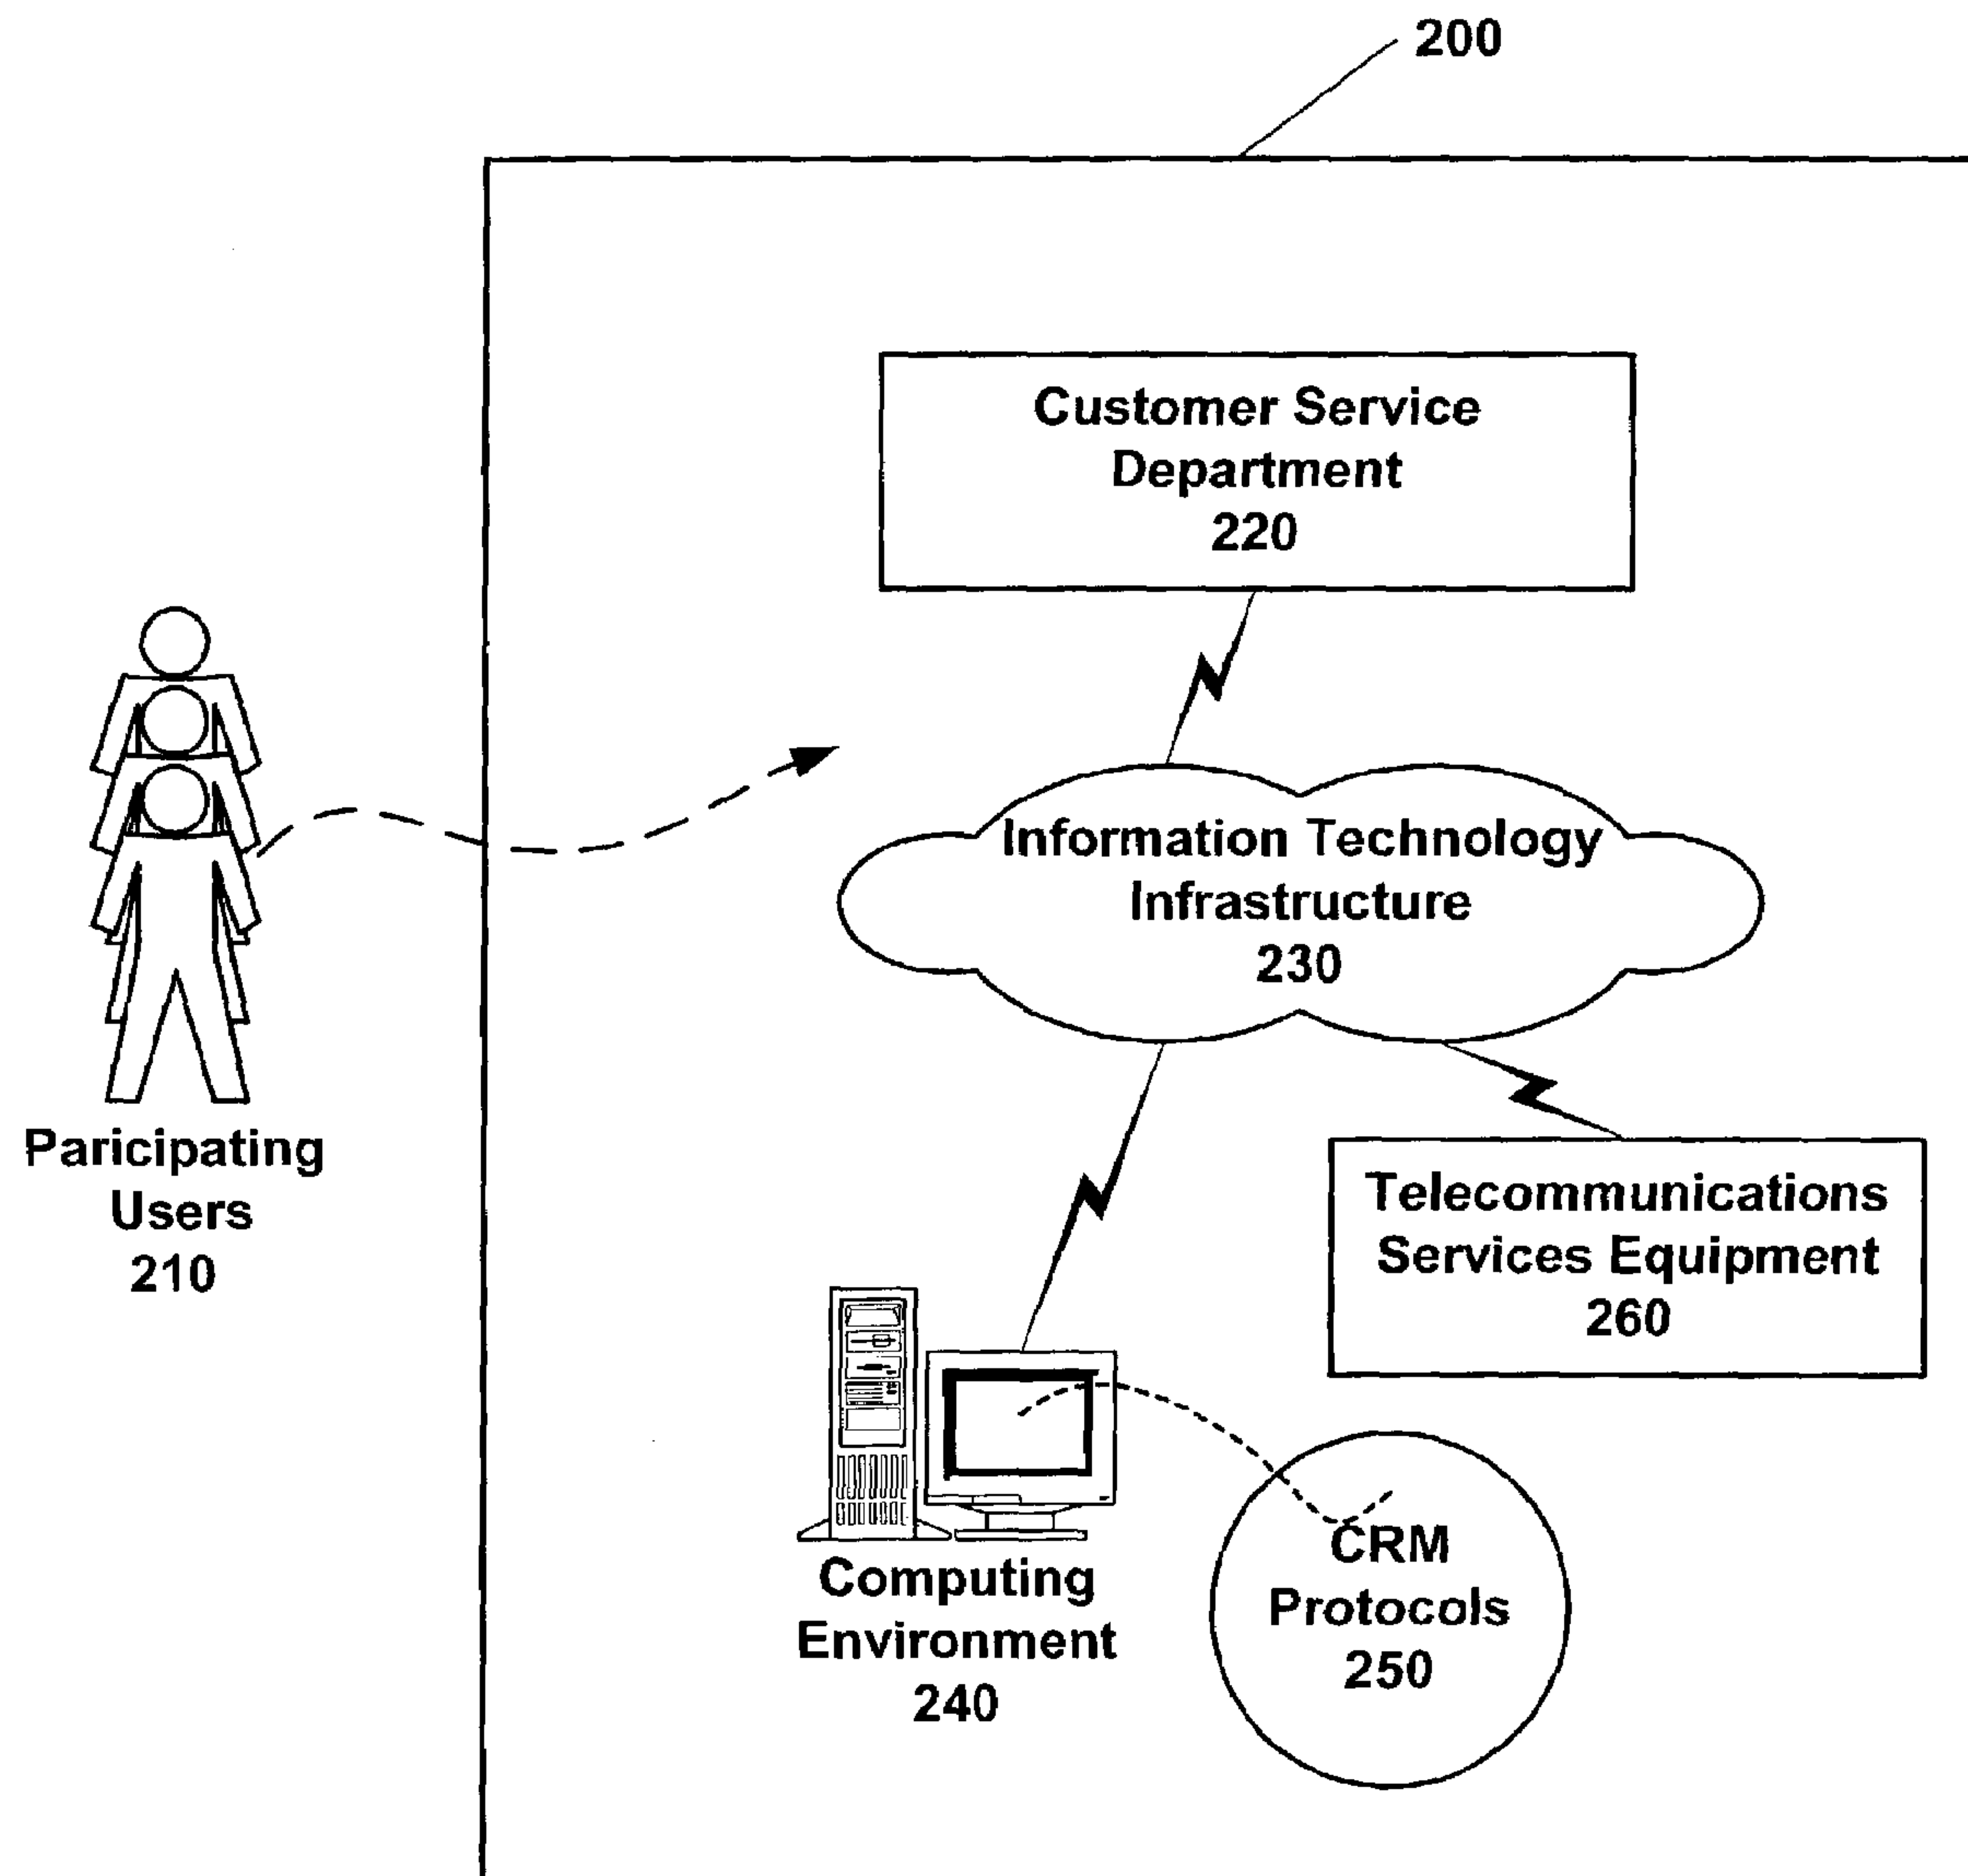 200
Customer Service
Department
220
Information Technology
Infrastructure
230
Paricipating
Users
210
Telecommunications
Services Equipment
260
Computing
Environment
240
CRM
Protocols
250